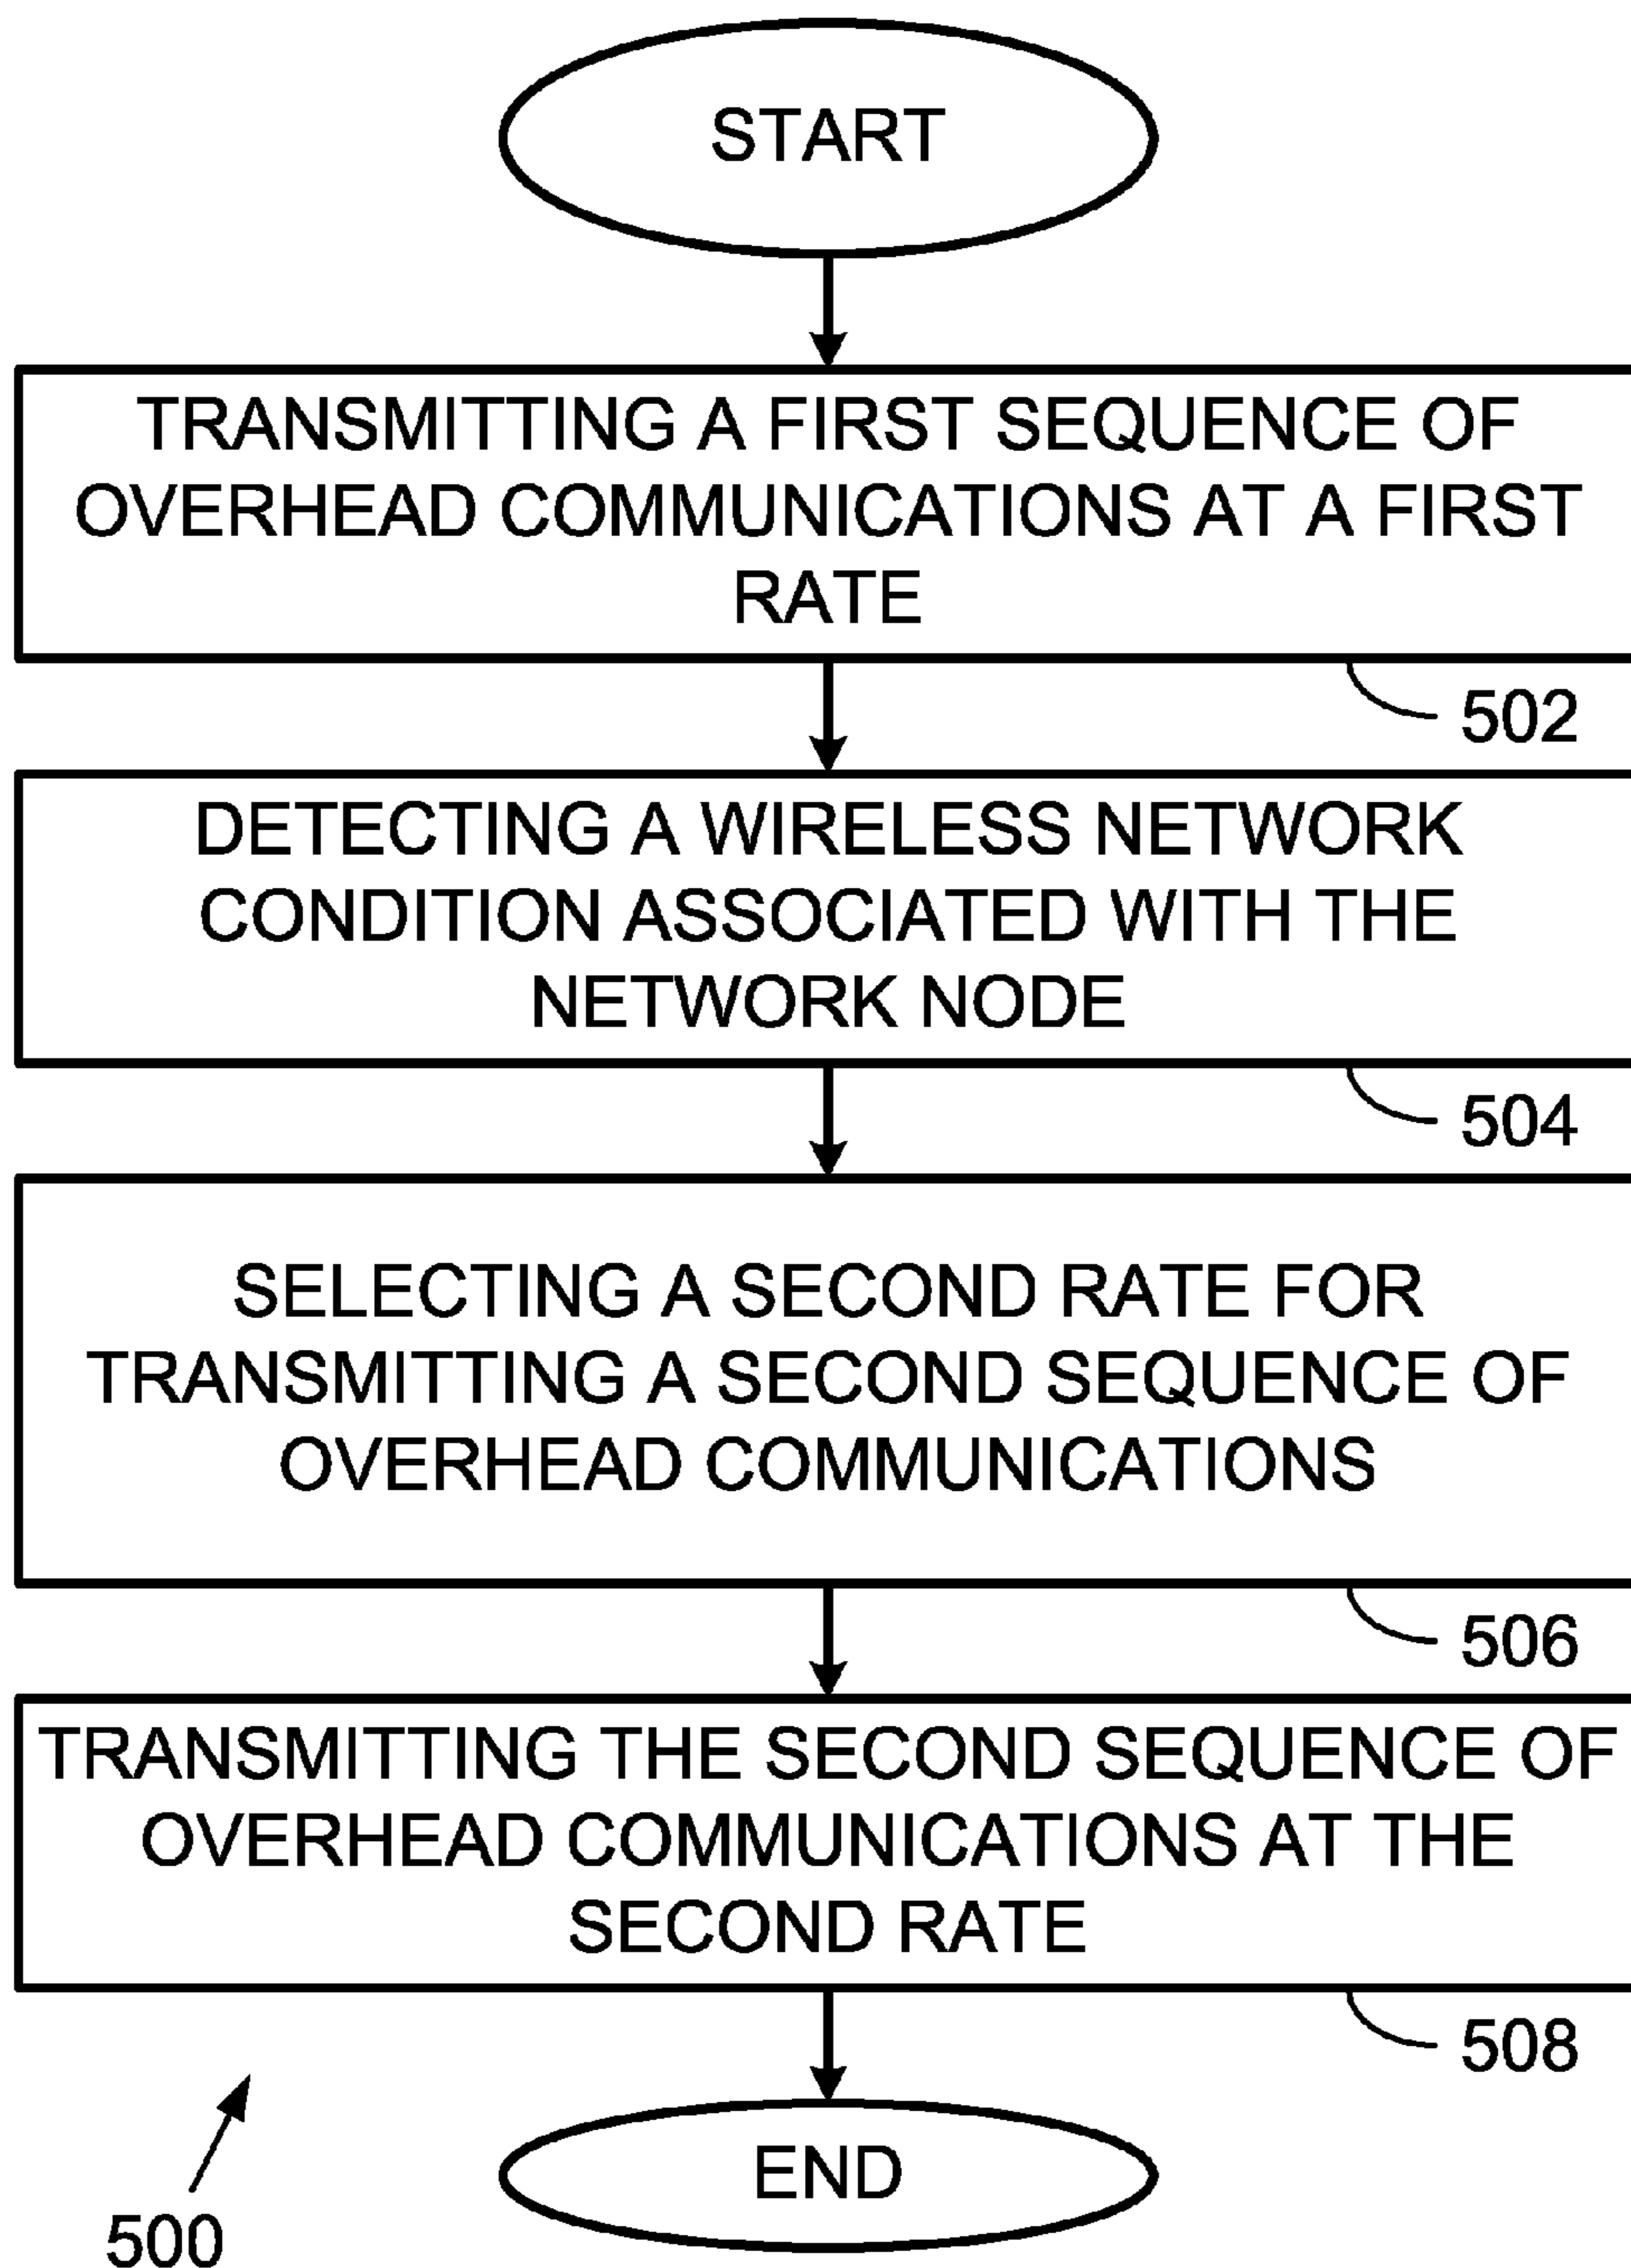 START
TRANSMITTING A FIRST SEQUENCE OF
OVERHEAD COMMUNICATIONS AT A FIRST
RATE
502
DETECTING A WIRELESS NETWORK
CONDITION ASSOCIATED WITH THE
NETWORK NODE
504
SELECTING A SECOND RATE FOR
TRANSMITTING A SECOND SEQUENCE OF
OVERHEAD COMMUNICATIONS
506
TRANSMITTING THE SECOND SEQUENCE OF
OVERHEAD COMMUNICATIONS AT THE
SECOND RATE
508
END
500